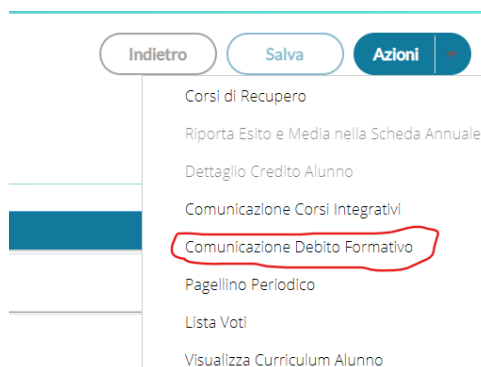 Indietro
Salva
Azioni
Corsi di Recupero
Riporta Esito e Media nella Scheda Annuale
Dettaglio Credito Alunno
Comunicazione Corsi Integrativi
Comunicazione Debito Formativo
Pagellino Periodico
Lista Voti
Visualizza Curriculum Alunno